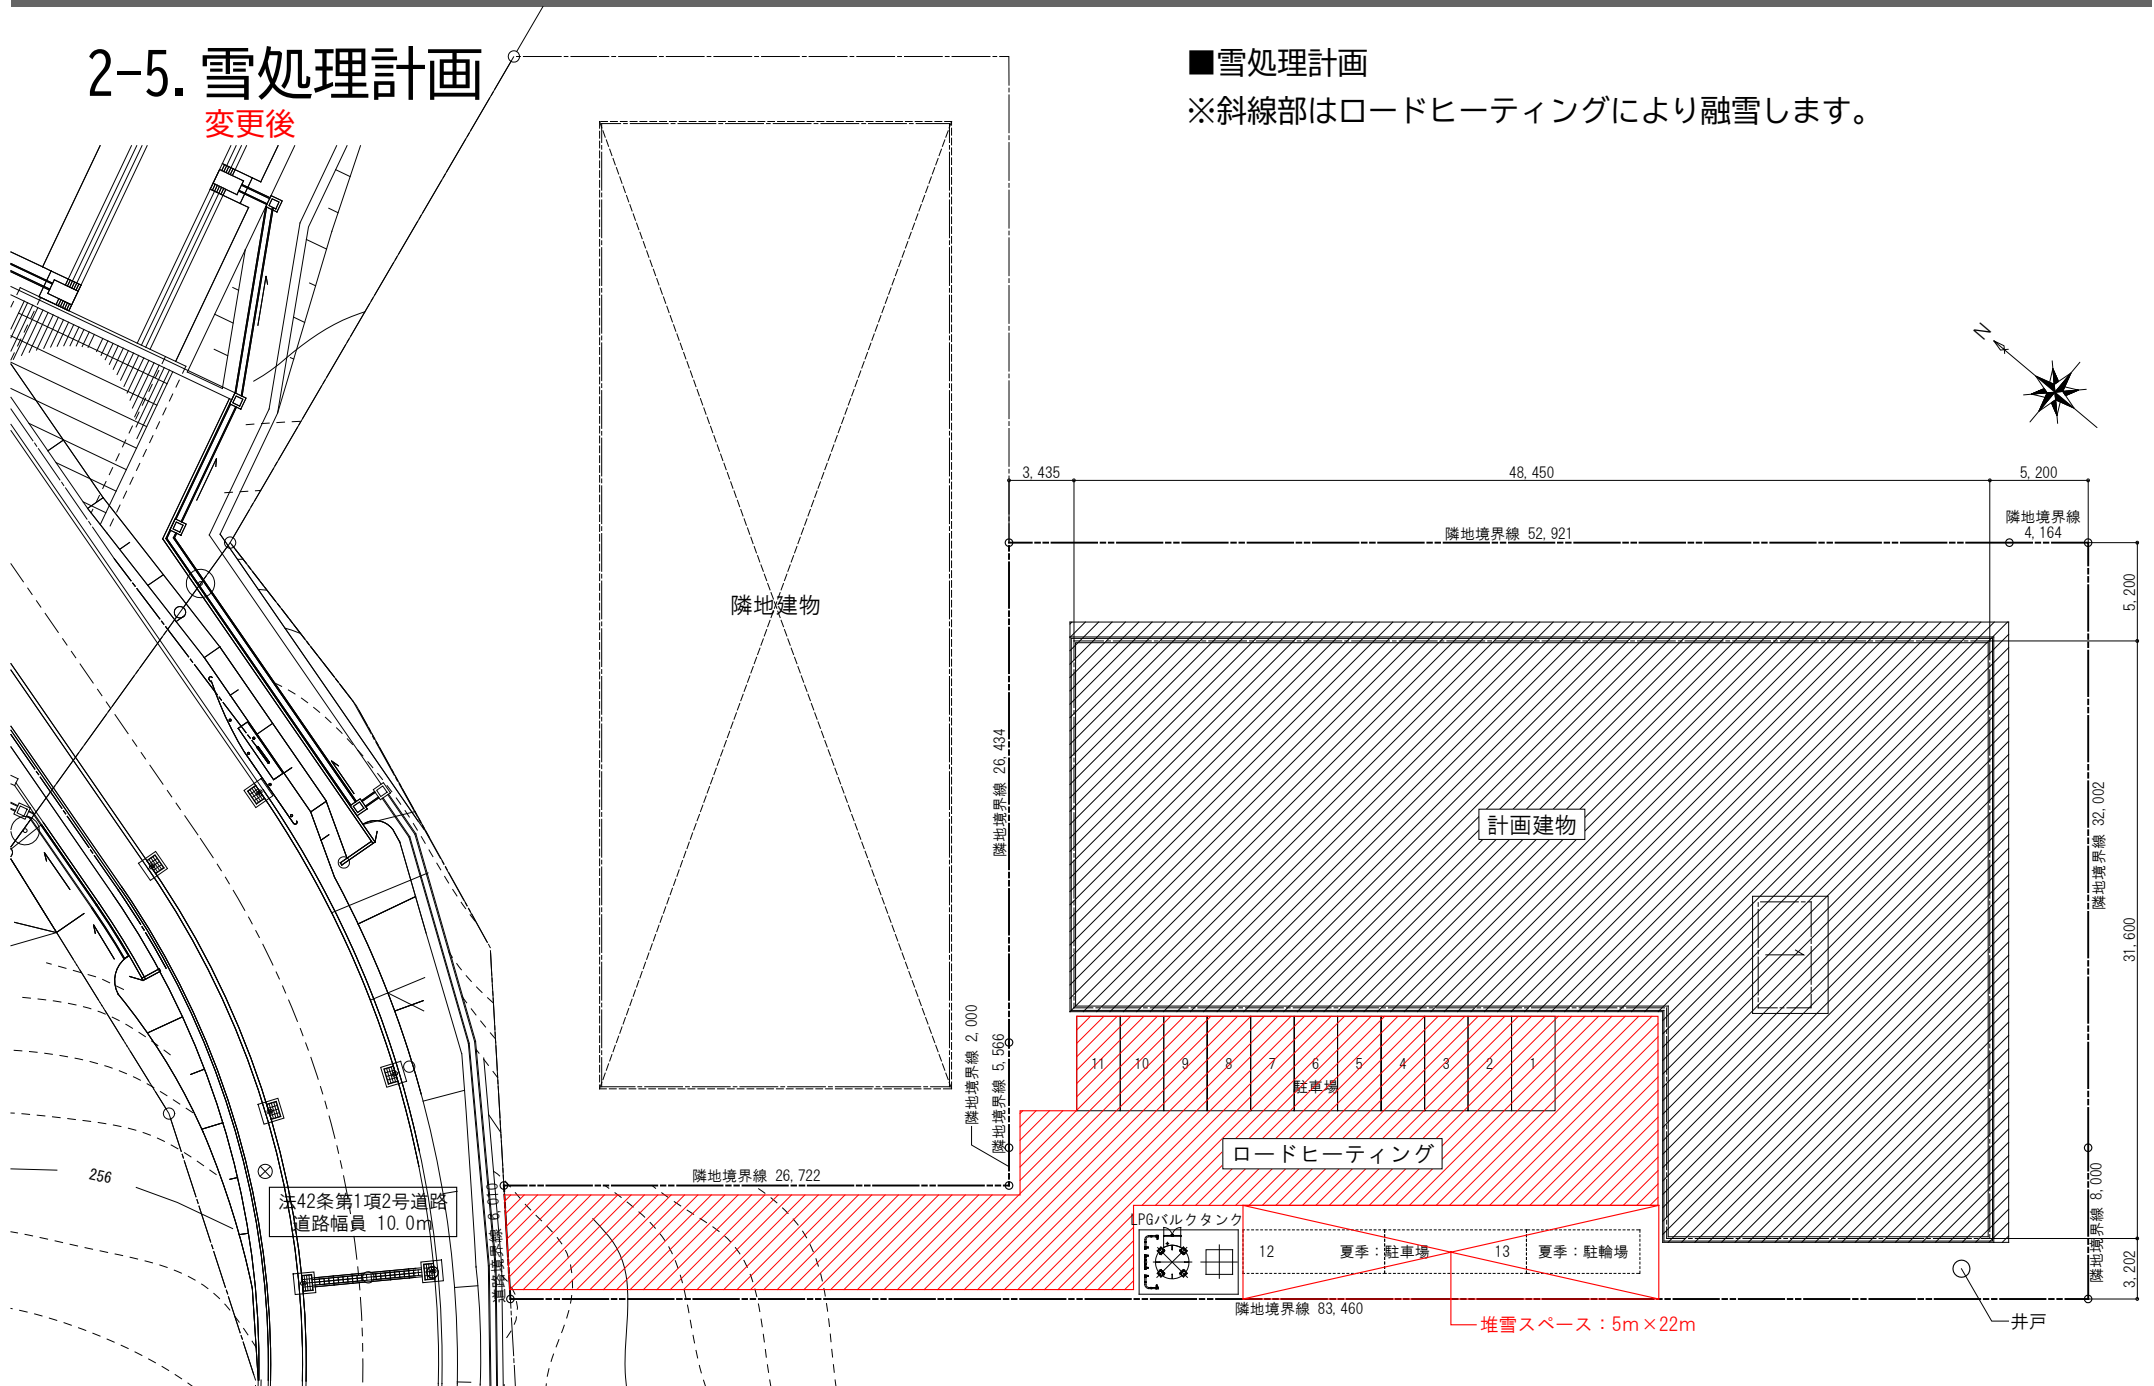 2-5. 雪処理計画
変更後
■雪処理計画
※斜線部はロードヒーティングにより融雪します。
N
3,435
48,450
5,200
隣地境界線 52,921
隣地境界線
4,164
5,200
隣地建物
隣地境界線 26,434
計画建物
隣地境界線 32,002
31,600
隣地境界線 2,000
隣地境界線 5,566
11
10
9
8
7
6
5
4
3
2
1
駐車場
ロードヒーティング
隣地境界線 26,722
256
法42条第1項2号道路
道路幅員 10.0m
道路境界線 6,010
LPGバルクタンク
12
夏季：駐車場
13
夏季：駐輪場
隣地境界線 8,000
3,202
隣地境界線 83,460
堆雪スペース：5m×22m
井戸